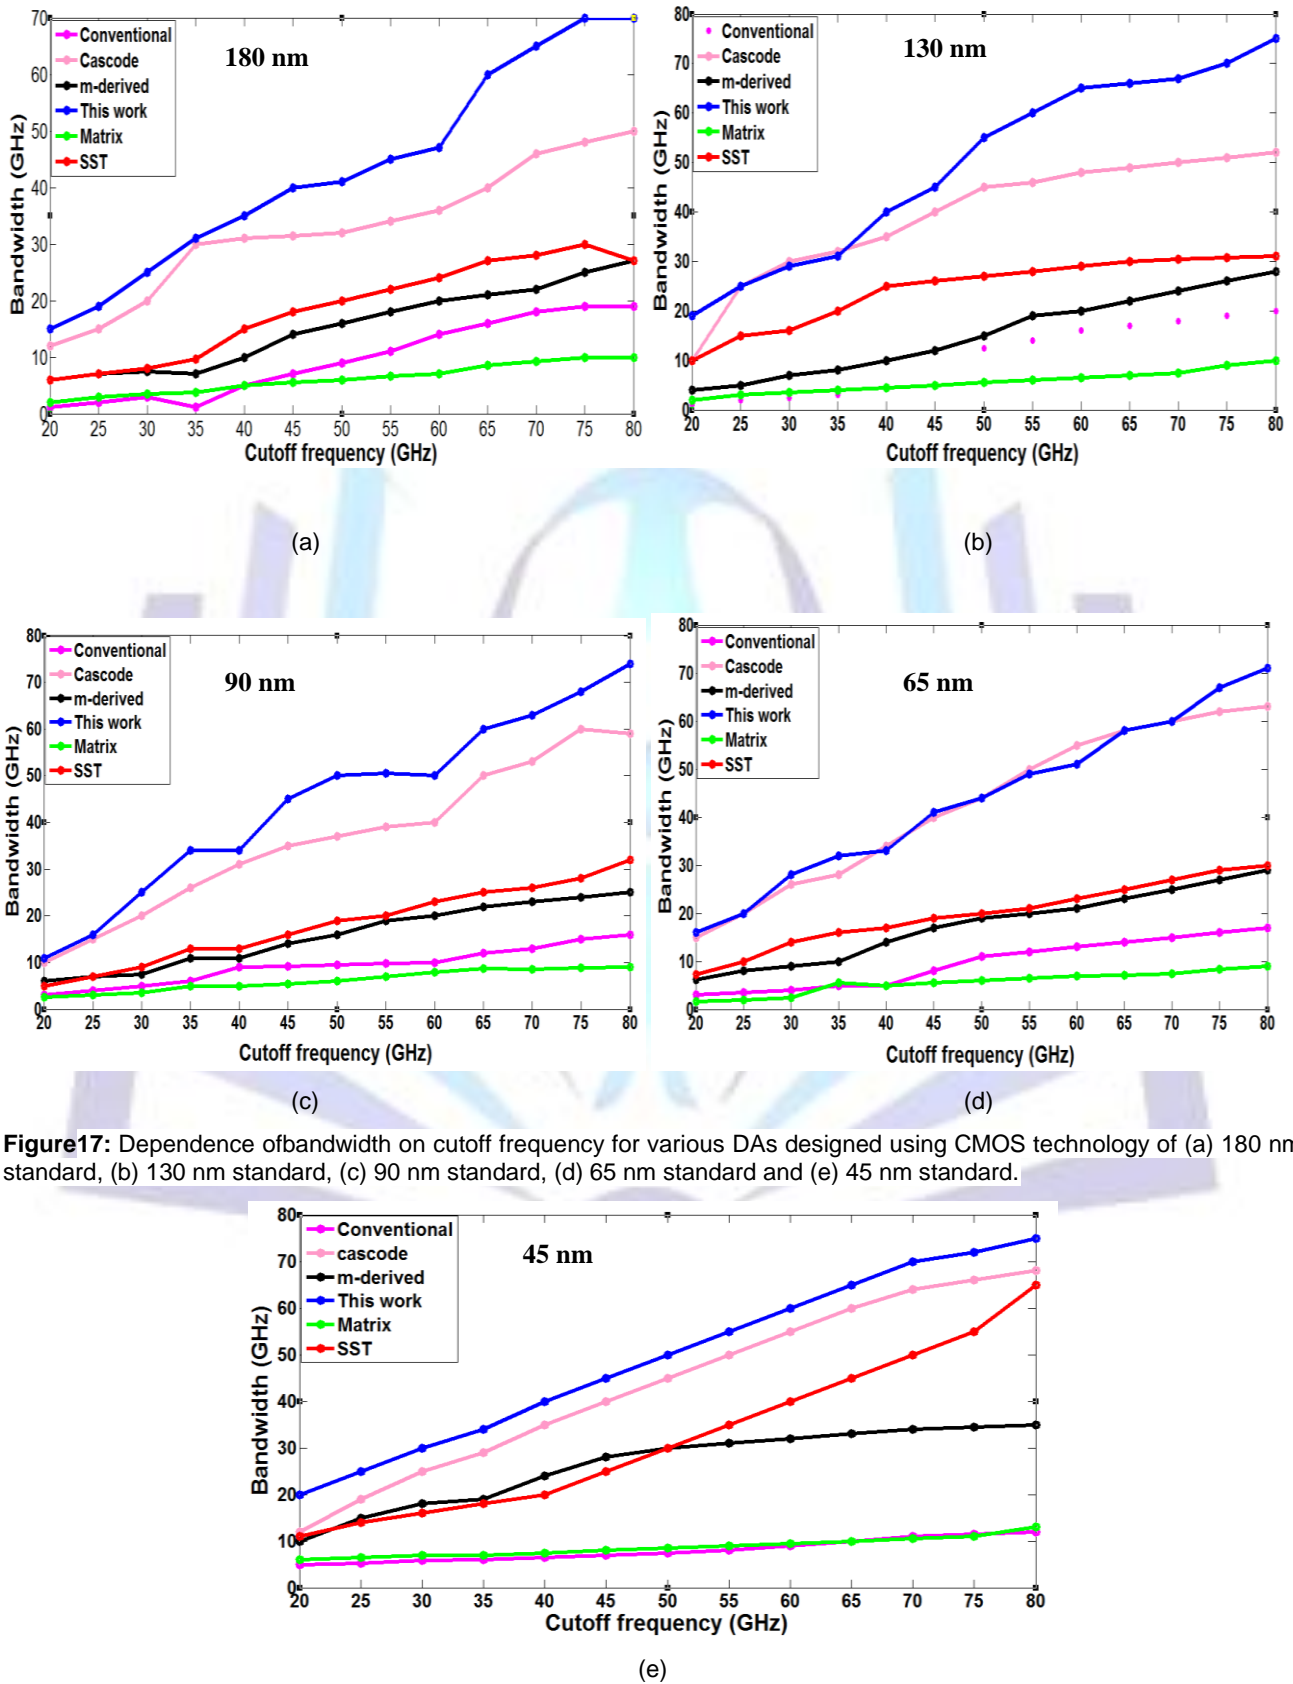 180 nm
Conventional
Cascode
m-derived
This work
Matrix
SST
Bandwidth (GHz)
70
60
50
40
30
20
10
0
20 25 30 35 40 45 50 55 60 65 70 75 80
Cutoff frequency (GHz)
(a)
130 nm
Conventional
Cascode
m-derived
This work
Matrix
SST
Bandwidth (GHz)
80
70
60
50
40
30
20
10
0
20 25 30 35 40 45 50 55 60 65 70 75 80
Cutoff frequency (GHz)
(b)
90 nm
Conventional
Cascode
m-derived
This work
Matrix
SST
Bandwidth (GHz)
80
70
60
50
40
30
20
10
0
20 25 30 35 40 45 50 55 60 65 70 75 80
Cutoff frequency (GHz)
(c)
65 nm
Conventional
Cascode
m-derived
This work
Matrix
SST
Bandwidth (GHz)
80
70
60
50
40
30
20
10
0
20 25 30 35 40 45 50 55 60 65 70 75 80
Cutoff frequency (GHz)
(d)
Figure17: Dependence ofbandwidth on cutoff frequency for various DAs designed using CMOS technology of (a) 180 nm
standard, (b) 130 nm standard, (c) 90 nm standard, (d) 65 nm standard and (e) 45 nm standard.
45 nm
Conventional
cascode
m-derived
This work
Matrix
SST
Bandwidth (GHz)
80
70
60
50
40
30
20
10
0
20 25 30 35 40 45 50 55 60 65 70 75 80
Cutoff frequency (GHz)
(e)